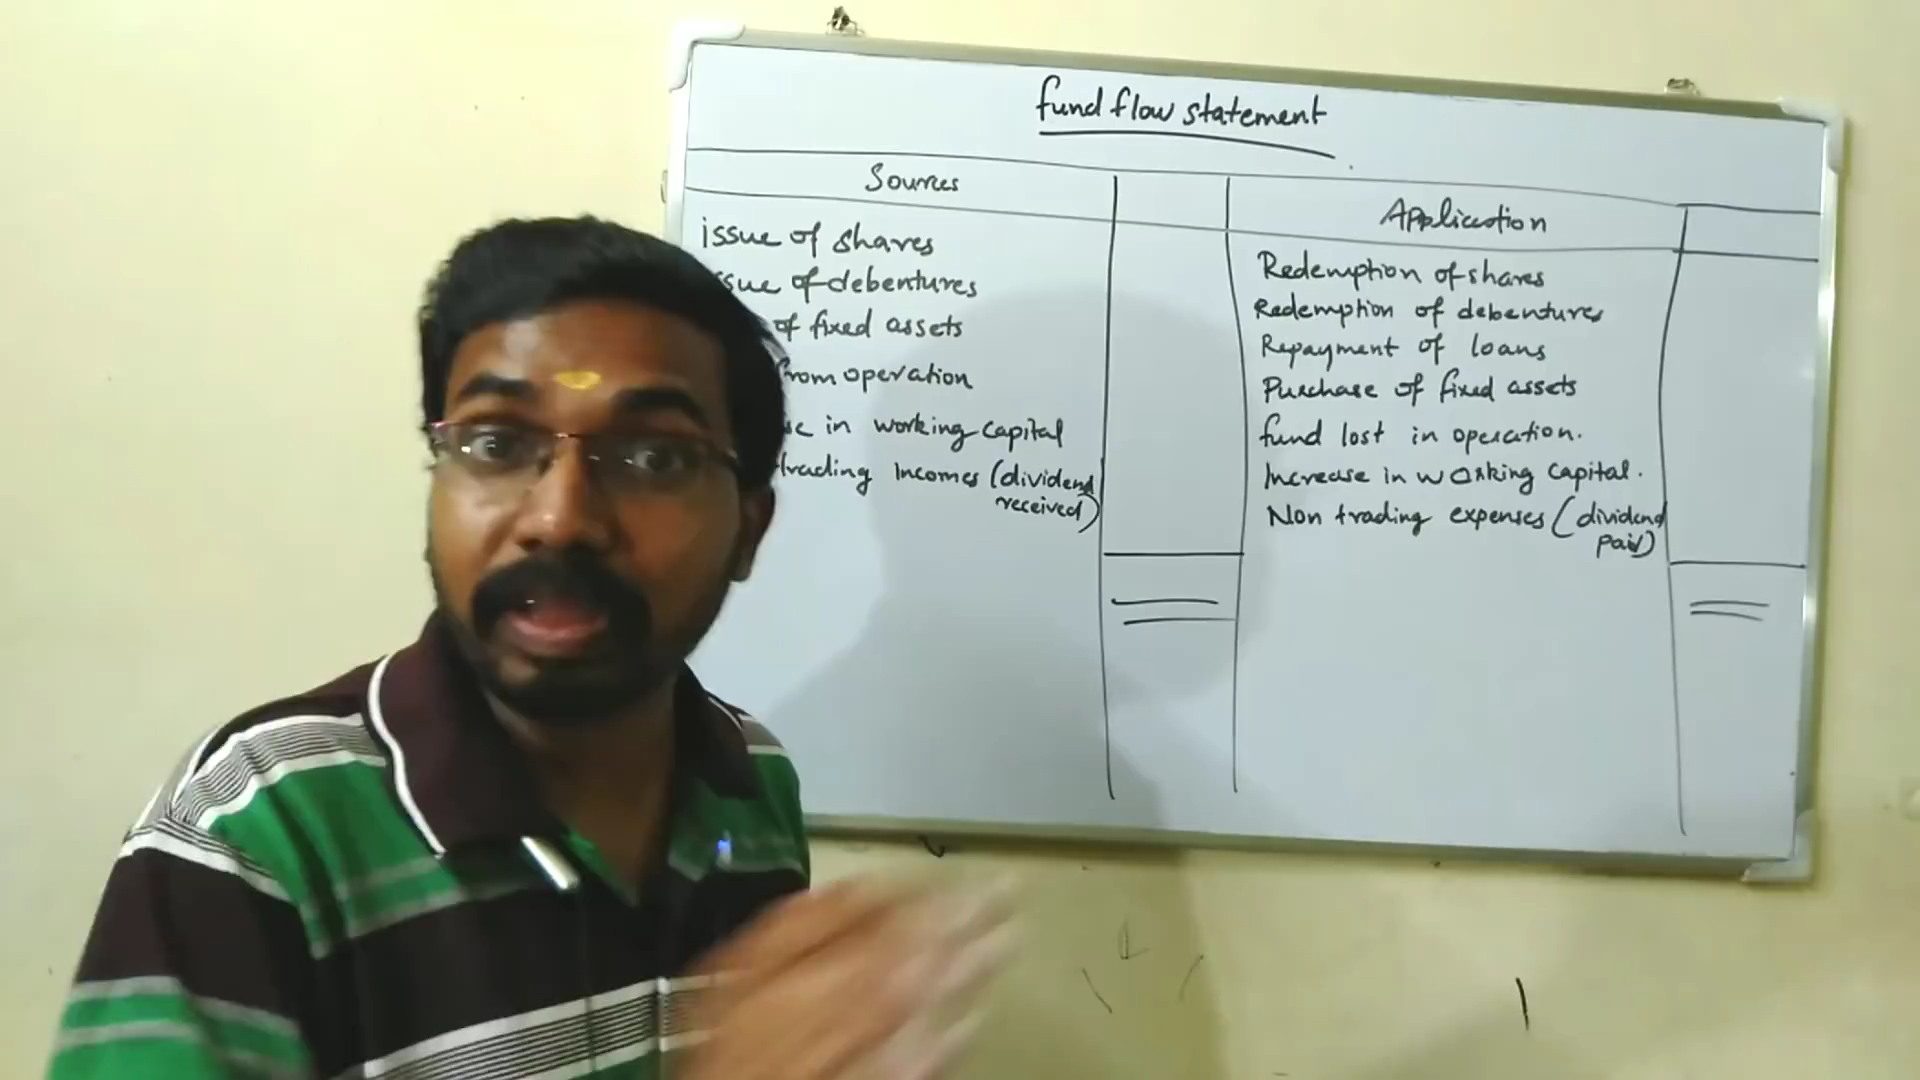 fund flow statement
Sources
issue of shares
of debentures
of fixed assets
from operation
in working capital
trading incomes (dividend
received)
Application
Redemption of shares
Redemption of debentures
Repayment of loans
Purchase of fixed assets
fund lost in operation.
Increase in working capital.
Non trading expenses (dividend
paid)